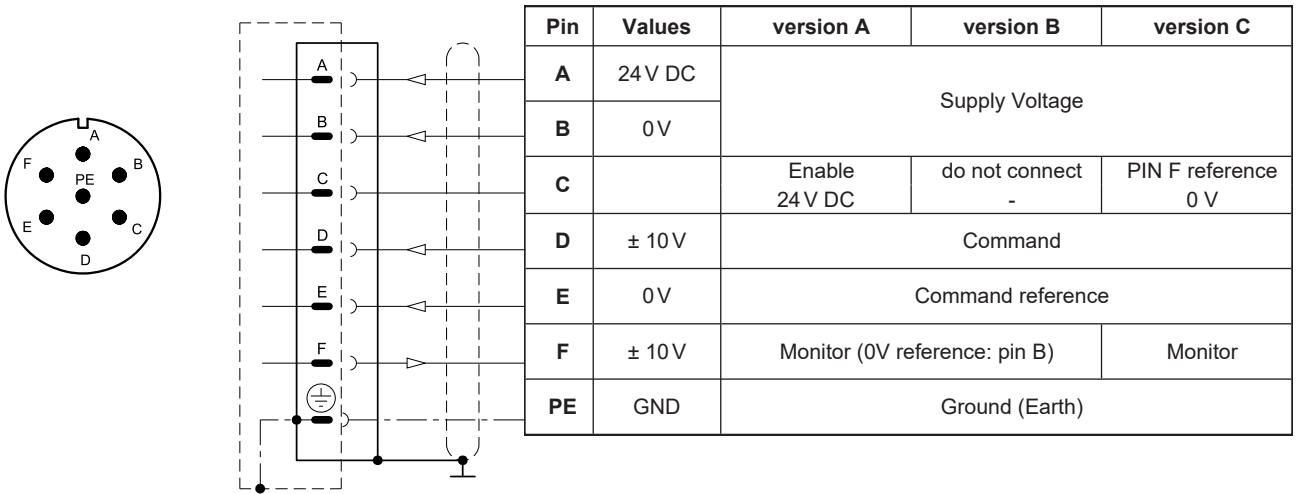 A
F
B
PE
E
C
D
A
B
C
D
E
F
Pin Values version A version B version C
A 24 V DC Supply Voltage
B 0 V
C Enable do not connect PIN F reference
24 V DC - 0 V
D ± 10 V Command
E 0 V Command reference
F ± 10 V Monitor (0V reference: pin B) Monitor
PE GND Ground (Earth)